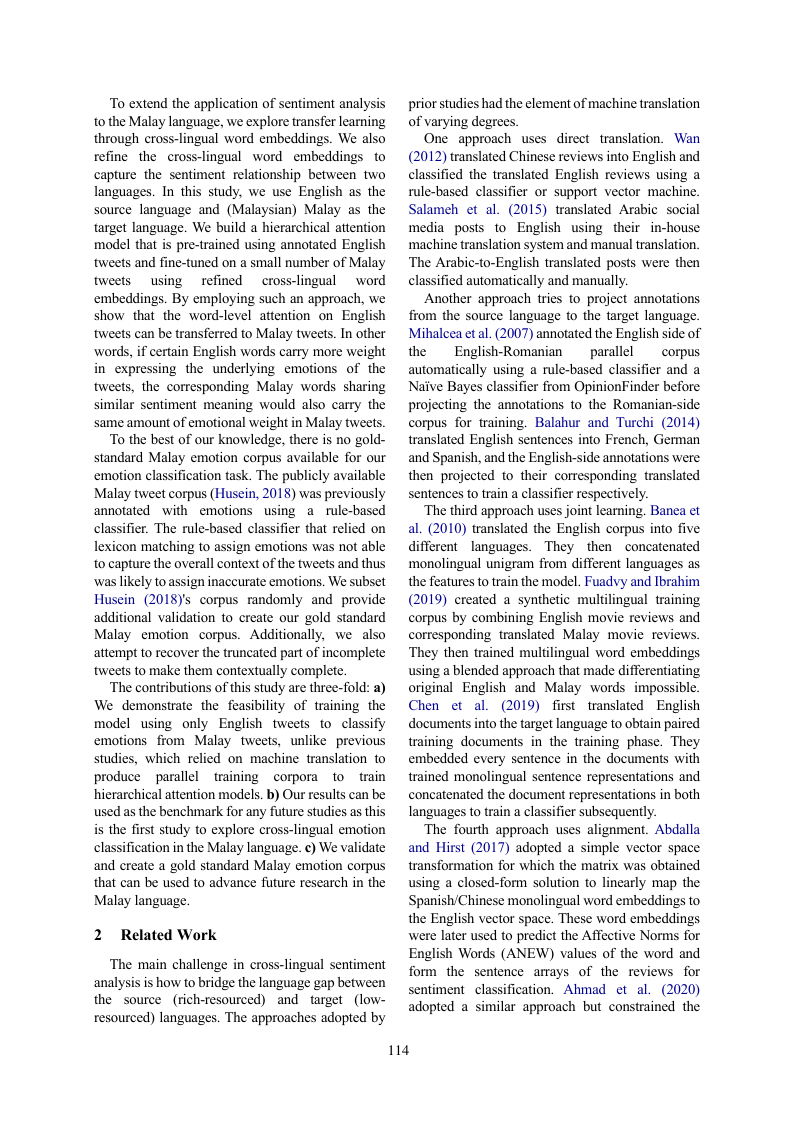 To extend the application of sentiment analysis
to the Malay language, we explore transfer learning
through cross-lingual word embeddings. We also
refine the cross-lingual word embeddings to
capture the sentiment relationship between two
languages. In this study, we use English as the
source language and (Malaysian) Malay as the
target language. We build a hierarchical attention
model that is pre-trained using annotated English
tweets and fine-tuned on a small number of Malay
tweets using refined cross-lingual word
embeddings. By employing such an approach, we
show that the word-level attention on English
tweets can be transferred to Malay tweets. In other
words, if certain English words carry more weight
in expressing the underlying emotions of the
tweets, the corresponding Malay words sharing
similar sentiment meaning would also carry the
same amount of emotional weight in Malay tweets.
To the best of our knowledge, there is no gold-
standard Malay emotion corpus available for our
emotion classification task. The publicly available
Malay tweet corpus (Husein, 2018) was previously
annotated with emotions using a rule-based
classifier. The rule-based classifier that relied on
lexicon matching to assign emotions was not able
to capture the overall context of the tweets and thus
was likely to assign inaccurate emotions. We subset
Husein (2018)'s corpus randomly and provide
additional validation to create our gold standard
Malay emotion corpus. Additionally, we also
attempt to recover the truncated part of incomplete
tweets to make them contextually complete.
The contributions of this study are three-fold: a)
We demonstrate the feasibility of training the
model using only English tweets to classify
emotions from Malay tweets, unlike previous
studies, which relied on machine translation to
produce parallel training corpora to train
hierarchical attention models. b) Our results can be
used as the benchmark for any future studies as this
is the first study to explore cross-lingual emotion
classification in the Malay language. c) We validate
and create a gold standard Malay emotion corpus
that can be used to advance future research in the
Malay language.
2 Related Work
The main challenge in cross-lingual sentiment
analysis is how to bridge the language gap between
the source (rich-resourced) and target (low-
resourced) languages. The approaches adopted by
prior studies had the element of machine translation
of varying degrees.
One approach uses direct translation. Wan
(2012) translated Chinese reviews into English and
classified the translated English reviews using a
rule-based classifier or support vector machine.
Salameh et al. (2015) translated Arabic social
media posts to English using their in-house
machine translation system and manual translation.
The Arabic-to-English translated posts were then
classified automatically and manually.
Another approach tries to project annotations
from the source language to the target language.
Mihalcea et al. (2007) annotated the English side of
the English-Romanian parallel corpus
automatically using a rule-based classifier and a
Naïve Bayes classifier from OpinionFinder before
projecting the annotations to the Romanian-side
corpus for training. Balahur and Turchi (2014)
translated English sentences into French, German
and Spanish, and the English-side annotations were
then projected to their corresponding translated
sentences to train a classifier respectively.
The third approach uses joint learning. Banea et
al. (2010) translated the English corpus into five
different languages. They then concatenated
monolingual unigram from different languages as
the features to train the model. Fuadvy and Ibrahim
(2019) created a synthetic multilingual training
corpus by combining English movie reviews and
corresponding translated Malay movie reviews.
They then trained multilingual word embeddings
using a blended approach that made differentiating
original English and Malay words impossible.
Chen et al. (2019) first translated English
documents into the target language to obtain paired
training documents in the training phase. They
embedded every sentence in the documents with
trained monolingual sentence representations and
concatenated the document representations in both
languages to train a classifier subsequently.
The fourth approach uses alignment. Abdalla
and Hirst (2017) adopted a simple vector space
transformation for which the matrix was obtained
using a closed-form solution to linearly map the
Spanish/Chinese monolingual word embeddings to
the English vector space. These word embeddings
were later used to predict the Affective Norms for
English Words (ANEW) values of the word and
form the sentence arrays of the reviews for
sentiment classification. Ahmad et al. (2020)
adopted a similar approach but constrained the
114